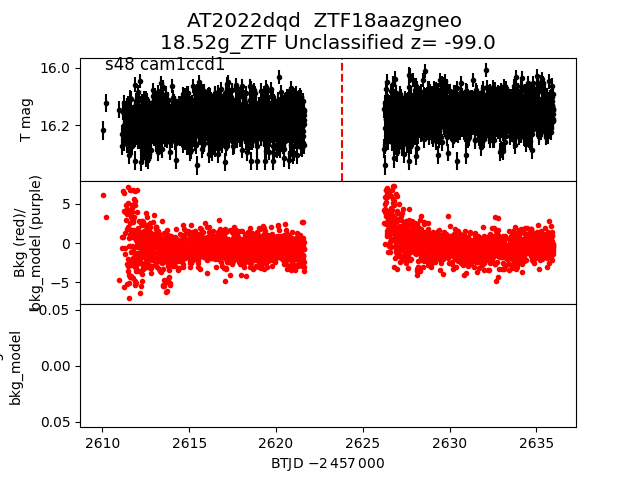 AT2022dqd  ZTF18aazgneo
18.52g_ZTF Unclassified z= -99.0
s48 cam1ccd1
16.0
16.2
T mag
5
0
−5
Bkg (red)/
bkg_model (purple)
0.05
0.00
0.05
bkg_model
2610 2615 2620 2625 2630 2635
BTJD −2 457 000